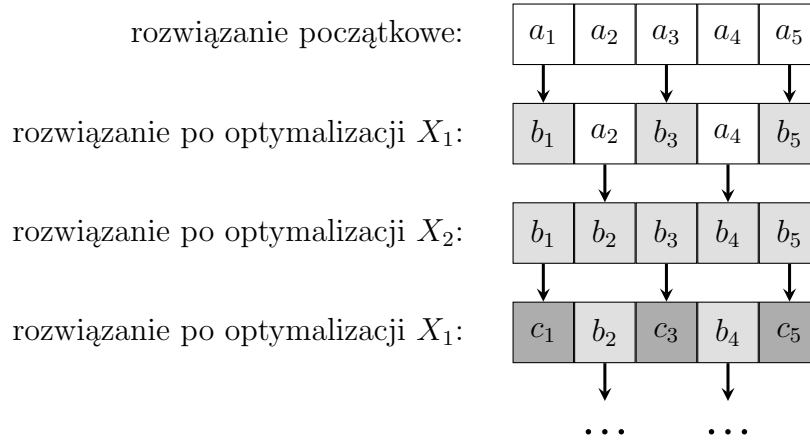 rozwiązanie początkowe: a₁ a₂ a₃ a₄ a₅
rozwiązanie po optymalizacji X₁: b₁ a₂ b₃ a₄ b₅
rozwiązanie po optymalizacji X₂: b₁ b₂ b₃ b₄ b₅
rozwiązanie po optymalizacji X₁: c₁ b₂ c₃ b₄ c₅
... ...